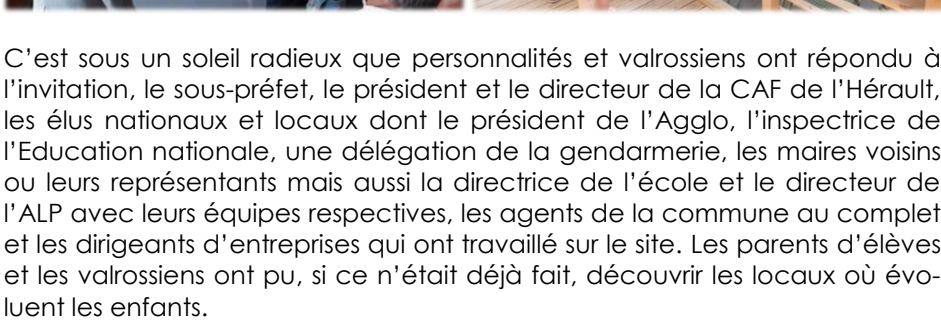 C’est sous un soleil radieux que personnalités et valrossiens ont répondu à
l’invitation, le sous-préfet, le président et le directeur de la CAF de l’Hérault,
les élus nationaux et locaux dont le président de l’Agglo, l’inspectrice de
l’Education nationale, une délégation de la gendarmerie, les maires voisins
ou leurs représentants mais aussi la directrice de l’école et le directeur de
l’ALP avec leurs équipes respectives, les agents de la commune au complet
et les dirigeants d’entreprises qui ont travaillé sur le site. Les parents d’élèves
et les valrossiens ont pu, si ce n’était déjà fait, découvrir les locaux où évo-
luent les enfants.